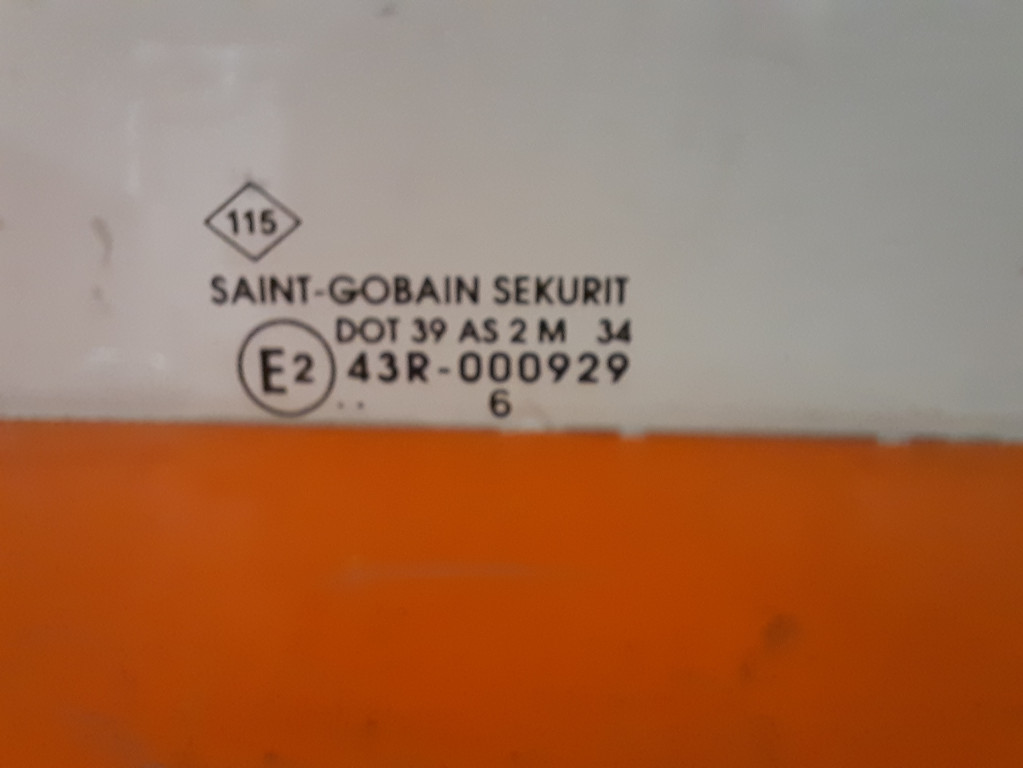 115
SAINT-GOBAIN SEKURIT
DOT 39 AS 2 M 34
E2 43R-000929
.. 6